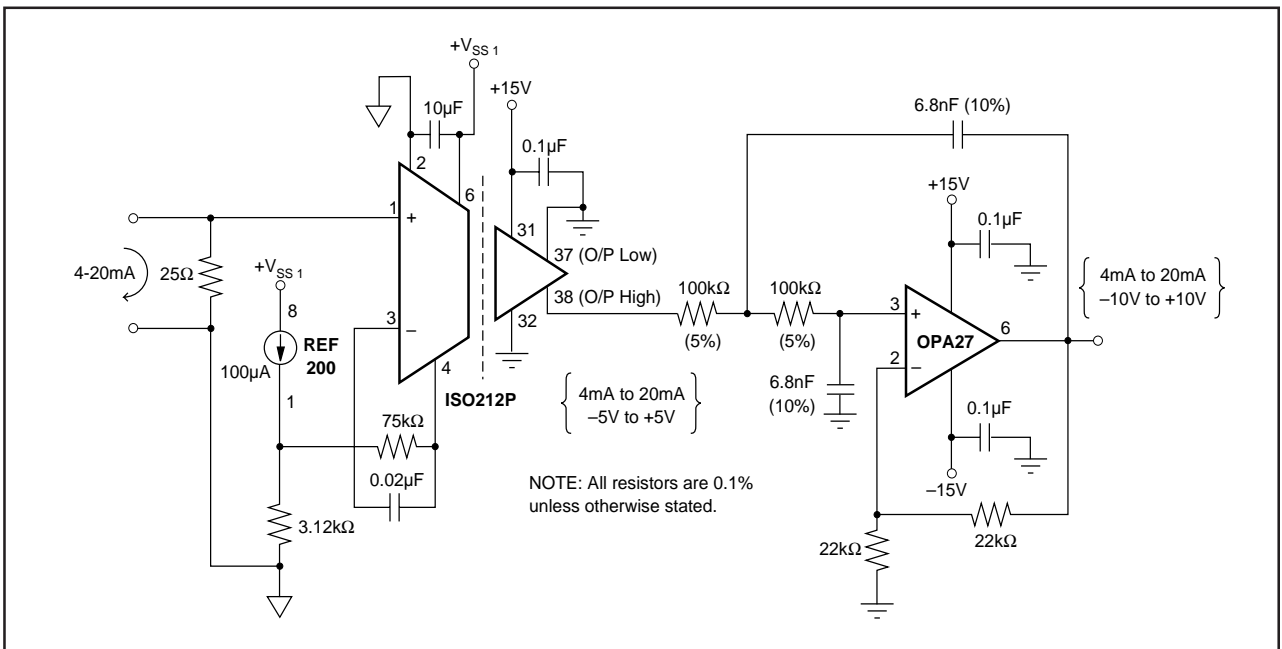 +VSS 1
+15V
10µF
6.8nF (10%)
0.1µF
2
6
+15V
1
+
31
0.1µF
4-20mA
25Ω
+VSS 1
37 (O/P Low)
4mA to 20mA
–10V to +10V
38 (O/P High)
100kΩ
(5%)
100kΩ
(5%)
8
3
–
32
3
+
OPA27
6
2
–
REF
200
100µA
4
ISO212P
1
4mA to 20mA
–5V to +5V
6.8nF
(10%)
0.1µF
75kΩ
0.02µF
NOTE: All resistors are 0.1%
unless otherwise stated.
–15V
3.12kΩ
22kΩ
22kΩ